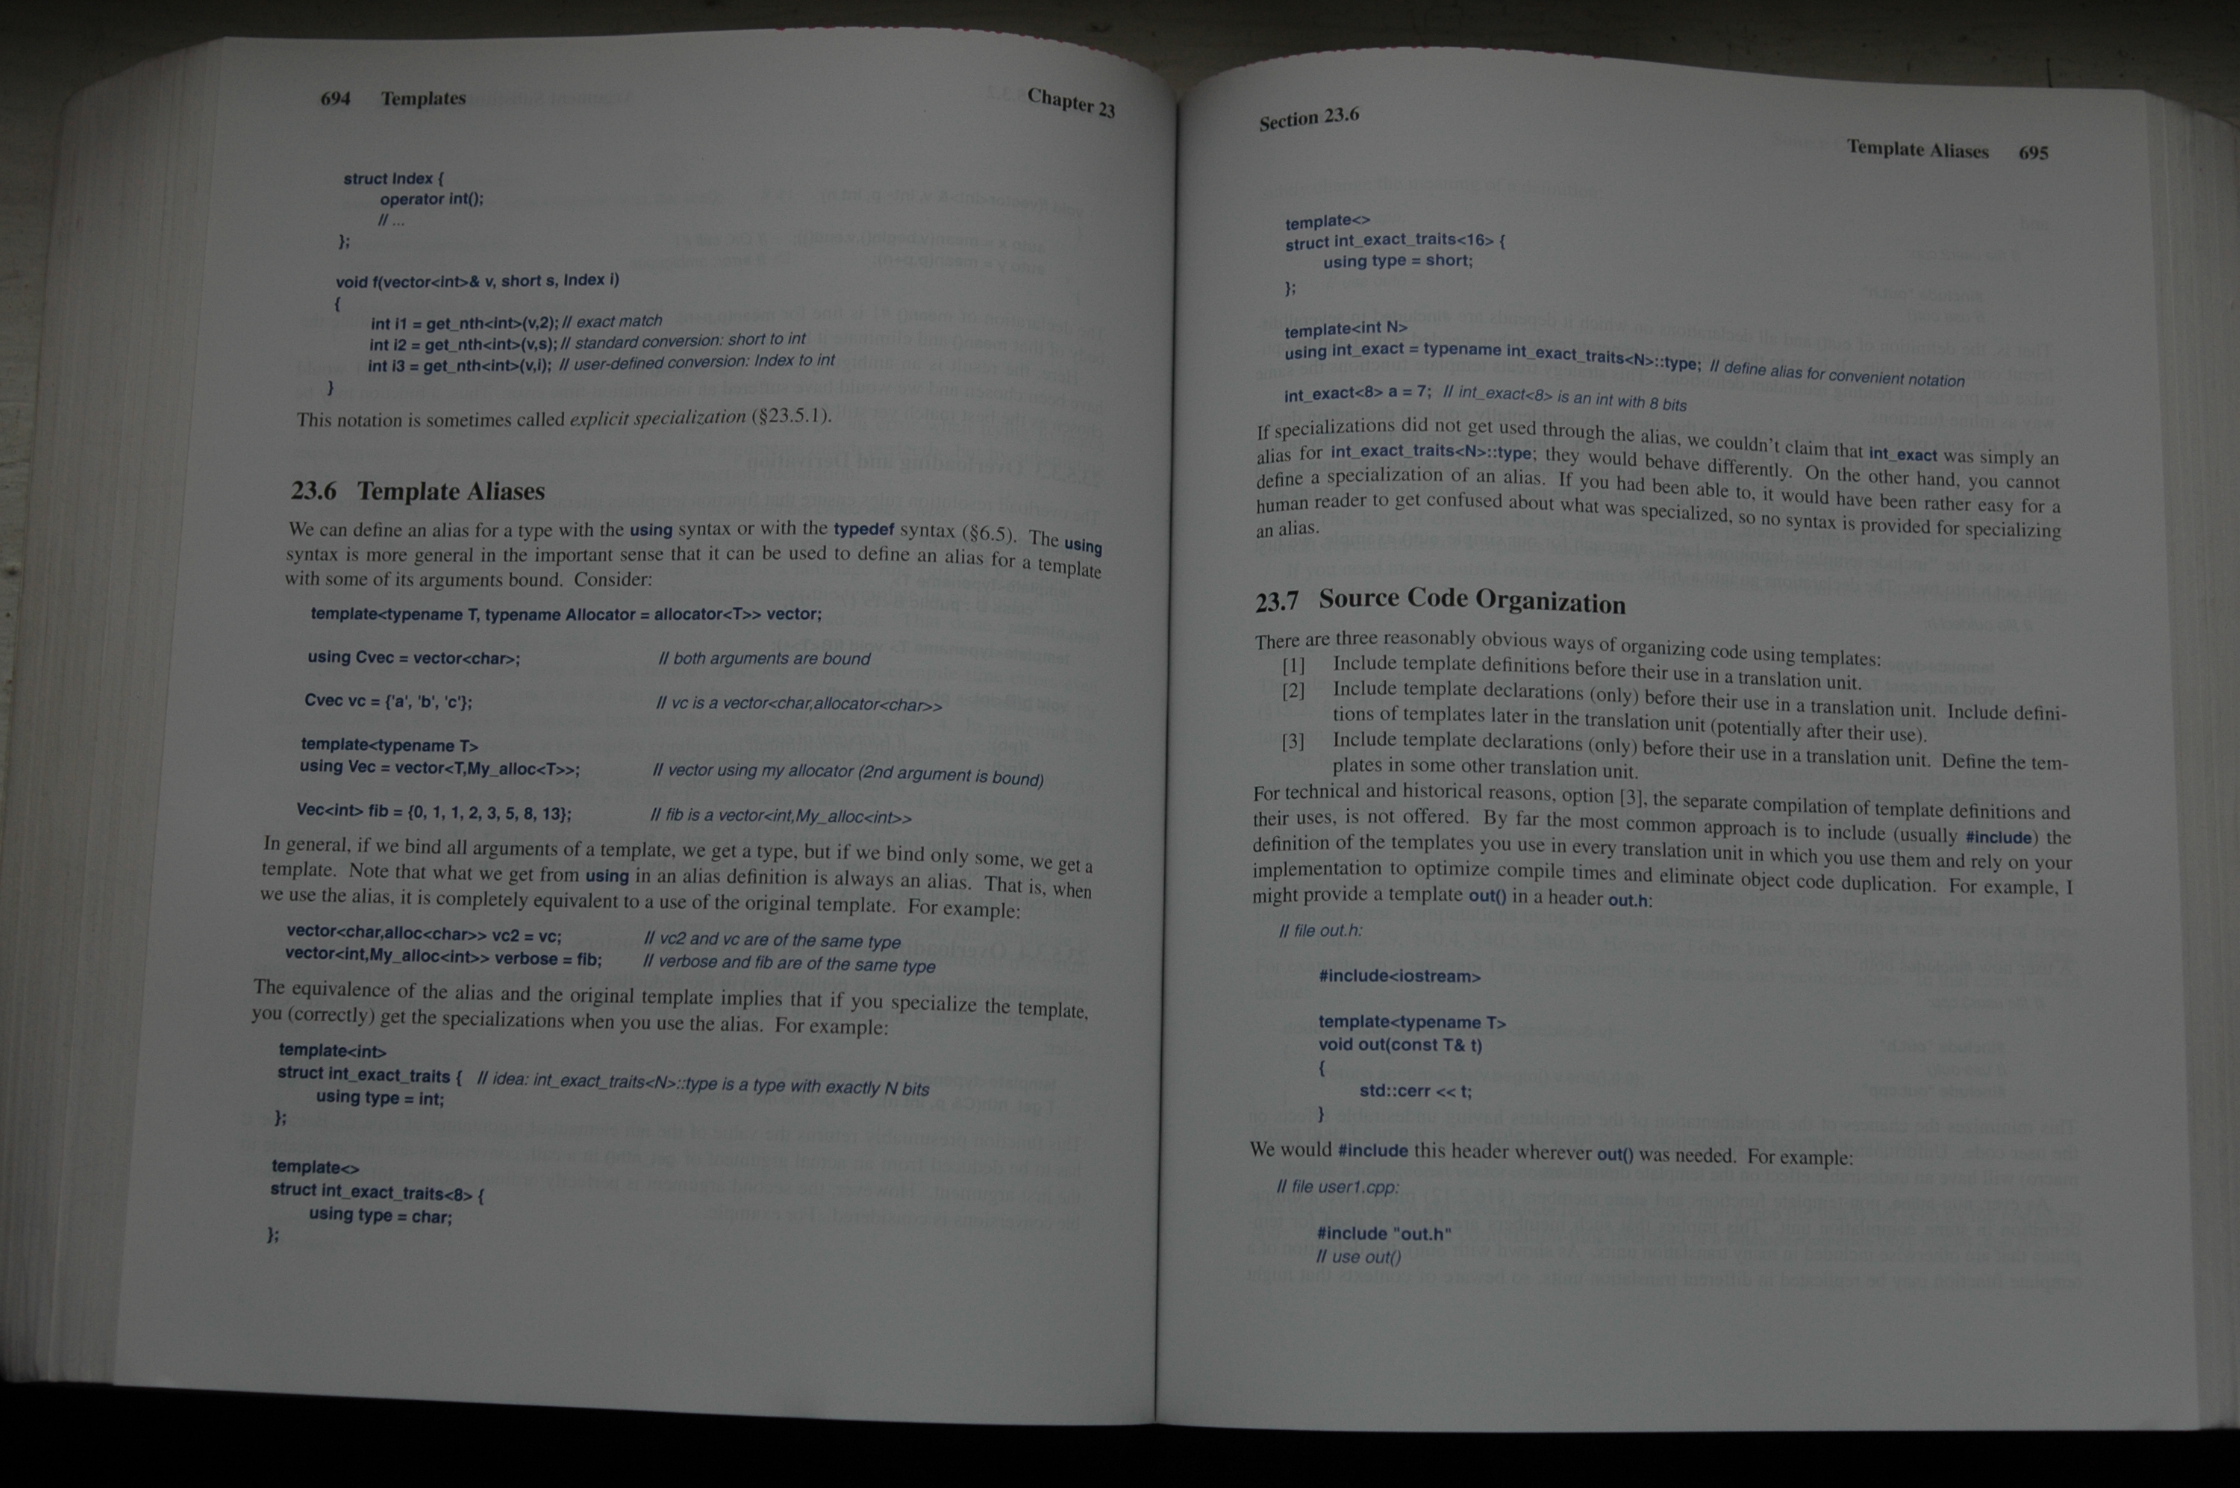 694 Templates Chapter 23
struct Index {
operator int();
// ...
};
void f(vector<int>& v, short s, Index i)
{
int i1 = get_nth<int>(v,2); // exact match
int i2 = get_nth<int>(v,s); // standard conversion: short to int
int i3 = get_nth<int>(v,i); // user-defined conversion: Index to int
}
This notation is sometimes called explicit specialization (§23.5.1).
23.6 Template Aliases
We can define an alias for a type with the using syntax or with the typedef syntax (§6.5). The using
syntax is more general in the important sense that it can be used to define an alias for a template
with some of its arguments bound. Consider:
template<typename T, typename Allocator = allocator<T>> vector;
using Cvec = vector<char>; // both arguments are bound
Cvec vc = {'a', 'b', 'c'}; // vc is a vector<char,allocator<char>>
template<typename T>
using Vec = vector<T,My_alloc<T>>; // vector using my allocator (2nd argument is bound)
Vec<int> fib = {0, 1, 1, 2, 3, 5, 8, 13}; // fib is a vector<int,My_alloc<int>>
In general, if we bind all arguments of a template, we get a type, but if we bind only some, we get a
template. Note that what we get from using in an alias definition is always an alias. That is, when
we use the alias, it is completely equivalent to a use of the original template. For example:
vector<char,alloc<char>> vc2 = vc; // vc2 and vc are of the same type
vector<int,My_alloc<int>> verbose = fib; // verbose and fib are of the same type
The equivalence of the alias and the original template implies that if you specialize the template,
you (correctly) get the specializations when you use the alias. For example:
template<int>
struct int_exact_traits { // idea: int_exact_traits<N>::type is a type with exactly N bits
using type = int;
};
template<>
struct int_exact_traits<8> {
using type = char;
};
Section 23.6 Template Aliases 695
template<>
struct int_exact_traits<16> {
using type = short;
};
template<int N>
using int_exact = typename int_exact_traits<N>::type; // define alias for convenient notation
int_exact<8> a = 7; // int_exact<8> is an int with 8 bits
If specializations did not get used through the alias, we couldn't claim that int_exact was simply an
alias for int_exact_traits<N>::type; they would behave differently. On the other hand, you cannot
define a specialization of an alias. If you had been able to, it would have been rather easy for a
human reader to get confused about what was specialized, so no syntax is provided for specializing
an alias.
23.7 Source Code Organization
There are three reasonably obvious ways of organizing code using templates:
[1] Include template definitions before their use in a translation unit.
[2] Include template declarations (only) before their use in a translation unit. Include defini-
tions of templates later in the translation unit (potentially after their use).
[3] Include template declarations (only) before their use in a translation unit. Define the tem-
plates in some other translation unit.
For technical and historical reasons, option [3], the separate compilation of template definitions and
their uses, is not offered. By far the most common approach is to include (usually #include) the
definition of the templates you use in every translation unit in which you use them and rely on your
implementation to optimize compile times and eliminate object code duplication. For example, I
might provide a template out() in a header out.h:
// file out.h:
#include<iostream>
template<typename T>
void out(const T& t)
{
std::cerr << t;
}
We would #include this header wherever out() was needed. For example:
// file user1.cpp:
#include "out.h"
// use out()